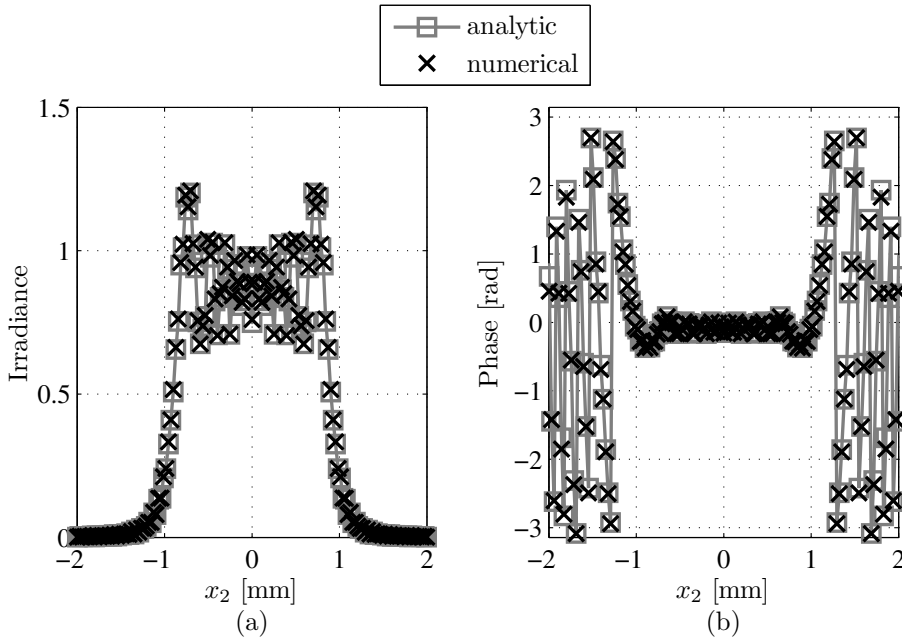 analytic
numerical
1.5
1
0.5
0
Irradiance
−2
−1
0
1
2
x₂ [mm]
(a)
3
2
1
0
−1
−2
−3
Phase [rad]
−2
−1
0
1
2
x₂ [mm]
(b)